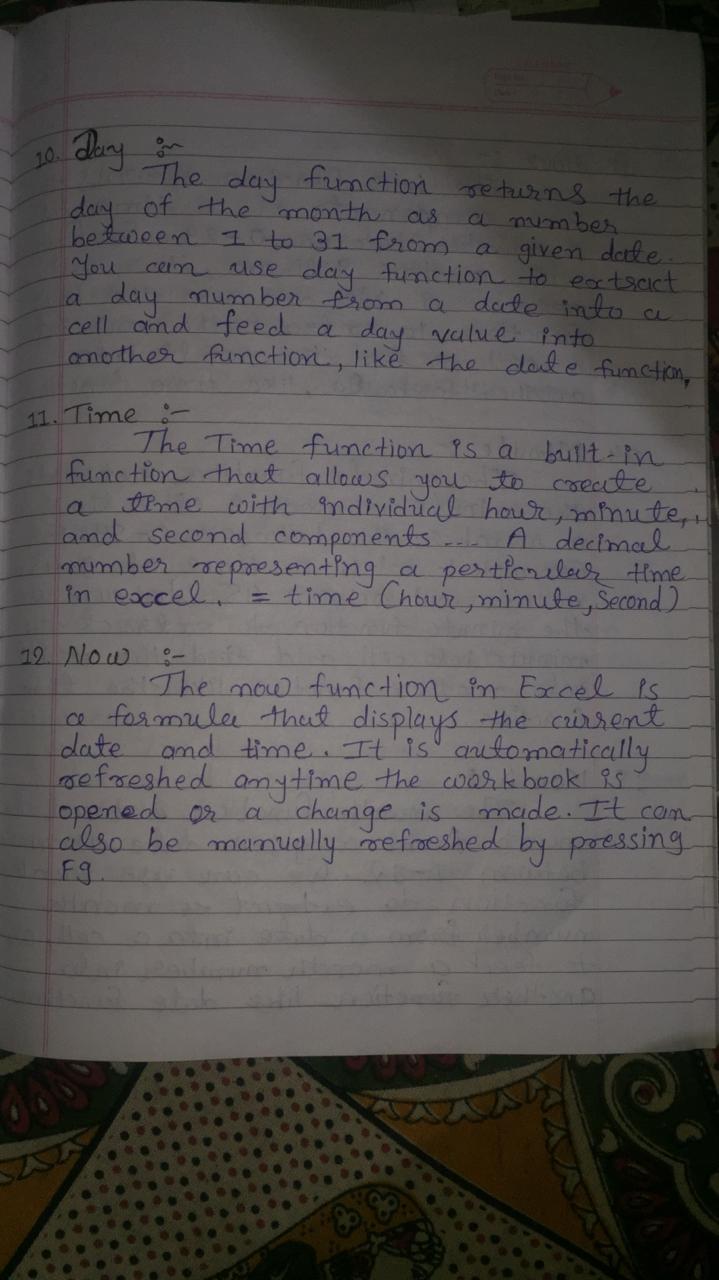 10. Day :-
The day function returns the
day of the month as a number
between 1 to 31 from a given date.
You can use day function to extract
a day number from a date into a
cell and feed a day value into
another function, like the date function,
11. Time :-
The Time function is a built-in
function that allows you to create
a time with individual hour, minute,
and second components .... A decimal
number representing a perticular time
in excel. = time (hour, minute, Second)
12. Now :-
The now function in Excel is
a formula that displays the current
date and time. It is automatically
refreshed anytime the workbook is
opened or a change is made. It can
also be manually refreshed by pressing
F9.